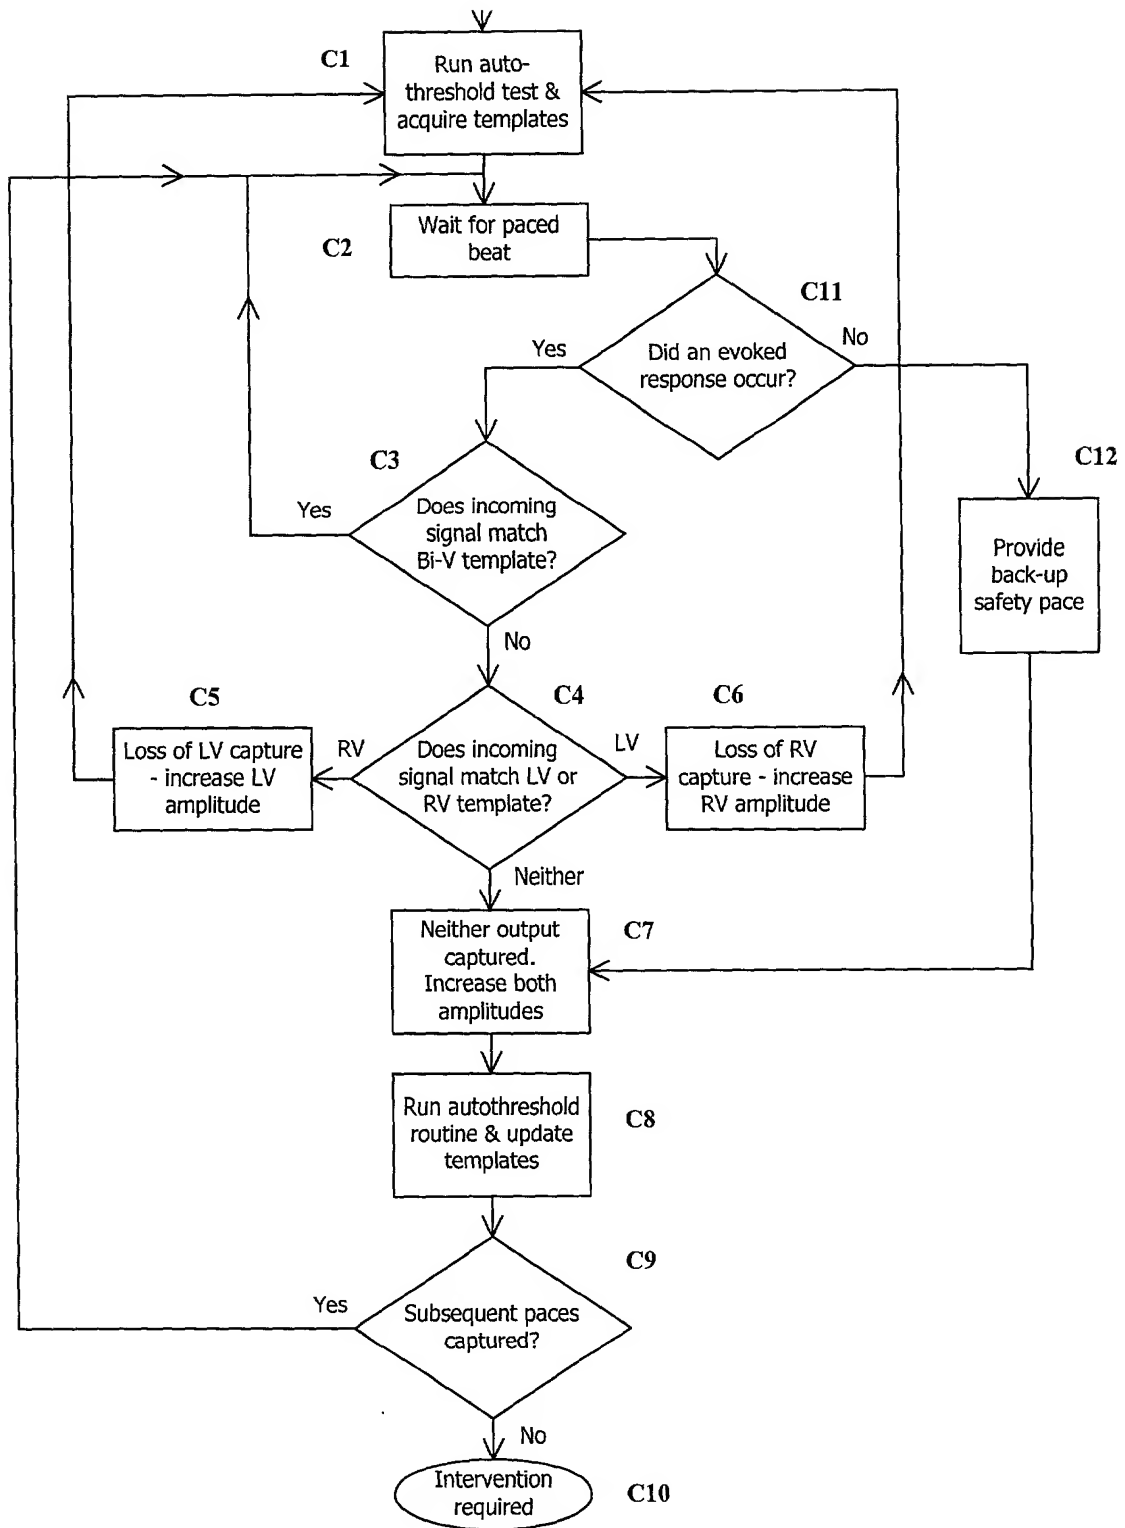 C1
Run auto-
threshold test &
acquire templates
C2
Wait for paced
beat
C11
Did an evoked
response occur?
Yes
No
C12
Provide
back-up
safety pace
C3
Does incoming
signal match
Bi-V template?
Yes
No
C4
Does incoming
signal match LV or
RV template?
RV
LV
C5
Loss of LV capture
- increase LV
amplitude
C6
Loss of RV
capture - increase
RV amplitude
Neither
C7
Neither output
captured.
Increase both
amplitudes
C8
Run autothreshold
routine & update
templates
C9
Subsequent paces
captured?
Yes
No
C10
Intervention
required